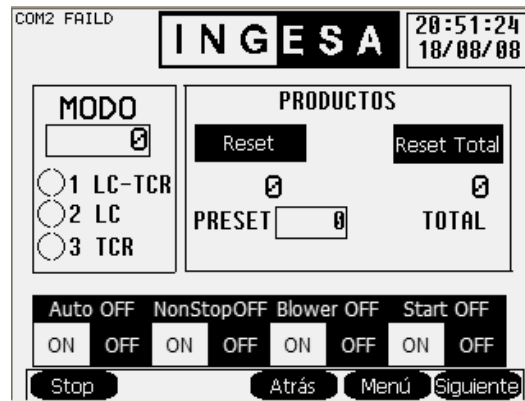 COM2 FAILD
INGESA
20:51:24
18/08/08
MODO
0
1 LC-TCR
2 LC
3 TCR
PRODUCTOS
Reset
Reset Total
0
0
PRESET 0
TOTAL
Auto OFF NonStopOFF Blower OFF Start OFF
ON OFF ON OFF ON OFF ON OFF
Stop Atrás Menú Siguiente